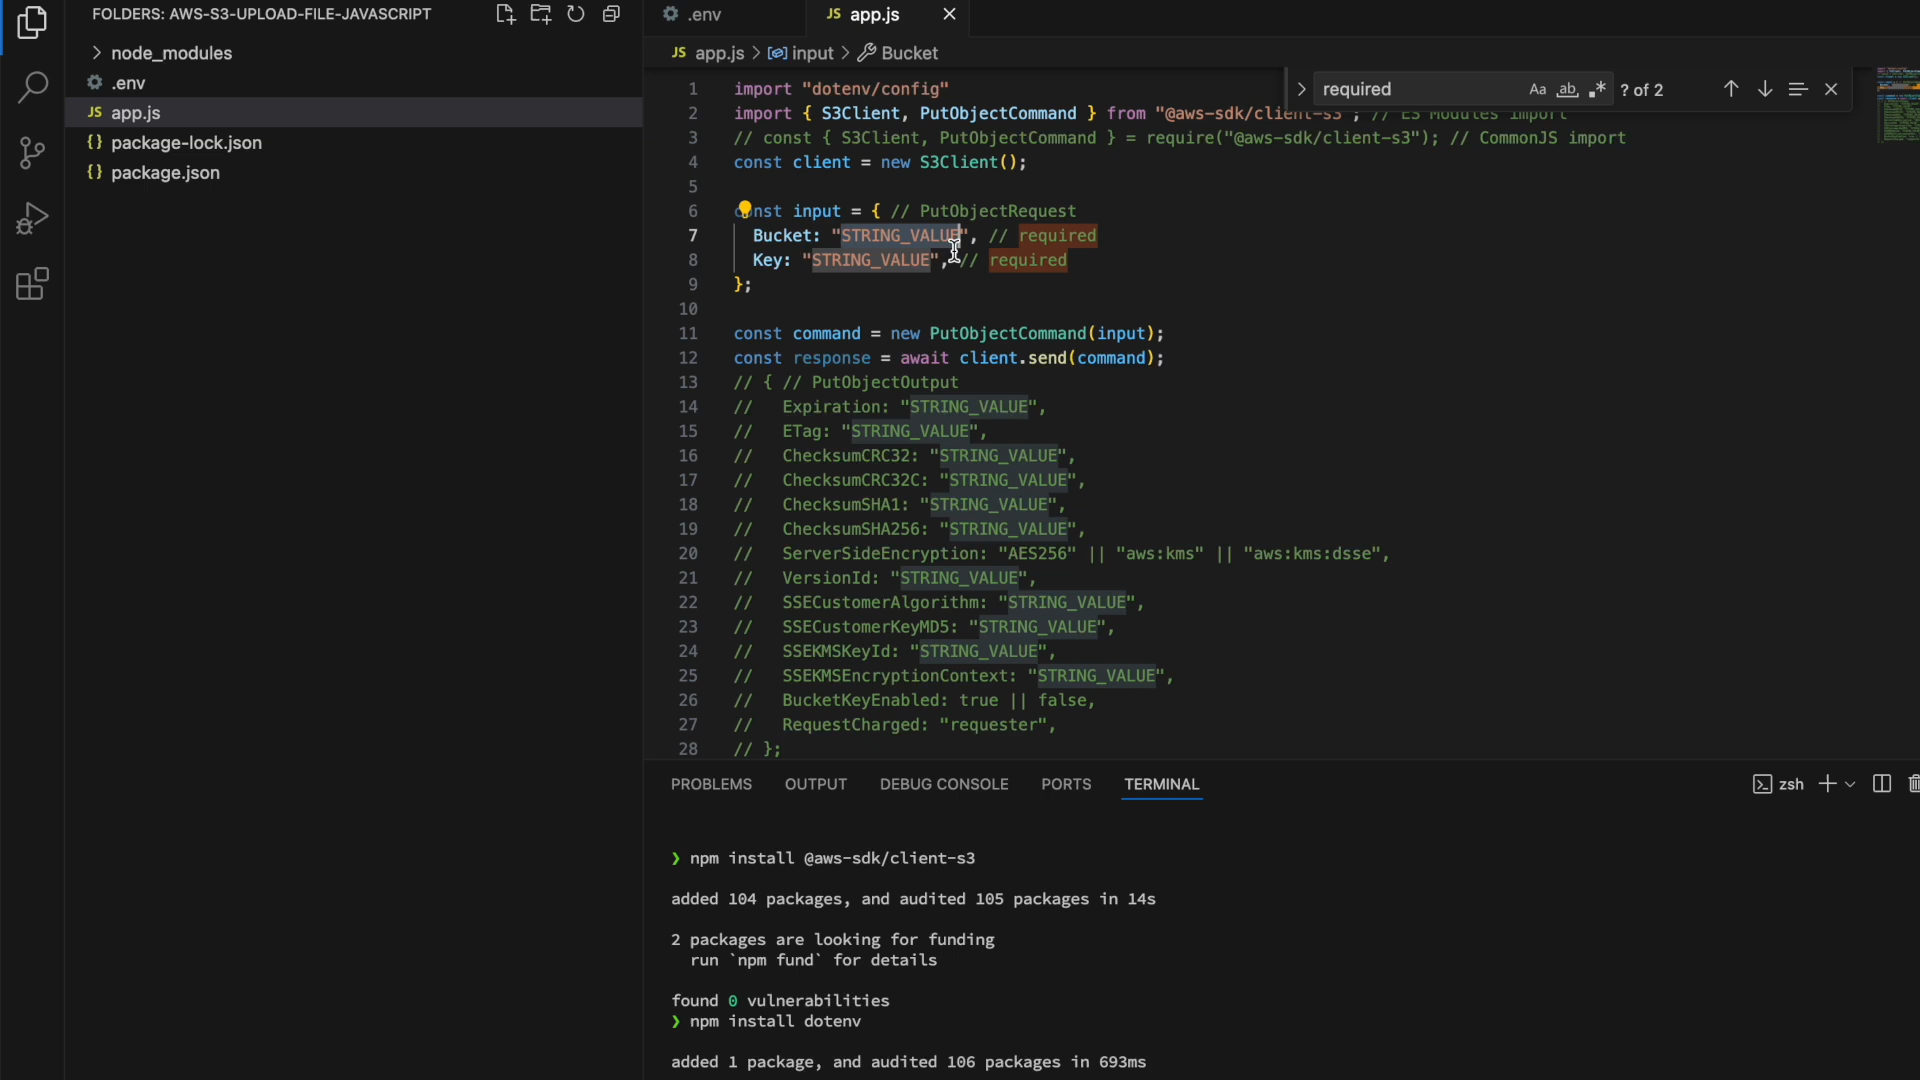 FOLDERS: AWS-S3-UPLOAD-FILE-JAVASCRIPT
node_modules
.env
JS app.js
{} package-lock.json
{} package.json
.env
JS app.js
JS app.js > input > Bucket
required Aa ab ? of 2
1 import "dotenv/config"
2 import { S3Client, PutObjectCommand } from "@aws-sdk/client-s3"; // ES Modules import
3 // const { S3Client, PutObjectCommand } = require("@aws-sdk/client-s3"); // CommonJS import
4 const client = new S3Client();
5
6 const input = { // PutObjectRequest
7 Bucket: "STRING_VALUE", // required
8 Key: "STRING_VALUE", // required
9 };
10
11 const command = new PutObjectCommand(input);
12 const response = await client.send(command);
13 // { // PutObjectOutput
14 //   Expiration: "STRING_VALUE",
15 //   ETag: "STRING_VALUE",
16 //   ChecksumCRC32: "STRING_VALUE",
17 //   ChecksumCRC32C: "STRING_VALUE",
18 //   ChecksumSHA1: "STRING_VALUE",
19 //   ChecksumSHA256: "STRING_VALUE",
20 //   ServerSideEncryption: "AES256" || "aws:kms" || "aws:kms:dsse",
21 //   VersionId: "STRING_VALUE",
22 //   SSECustomerAlgorithm: "STRING_VALUE",
23 //   SSECustomerKeyMD5: "STRING_VALUE",
24 //   SSEKMSKeyId: "STRING_VALUE",
25 //   SSEKMSEncryptionContext: "STRING_VALUE",
26 //   BucketKeyEnabled: true || false,
27 //   RequestCharged: "requester",
28 // };
PROBLEMS OUTPUT DEBUG CONSOLE PORTS TERMINAL
zsh
❯ npm install @aws-sdk/client-s3
added 104 packages, and audited 105 packages in 14s
2 packages are looking for funding
run `npm fund` for details
found 0 vulnerabilities
❯ npm install dotenv
added 1 package, and audited 106 packages in 693ms